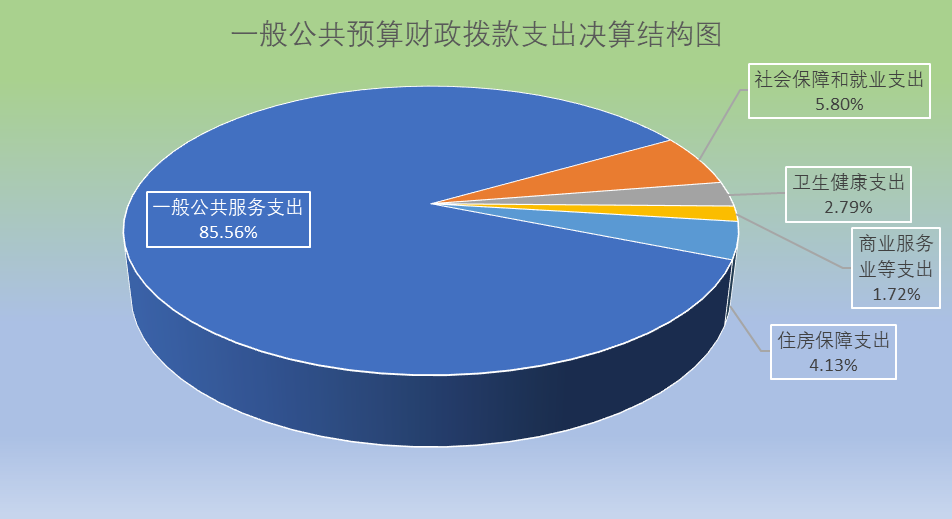 一般公共预算财政拨款支出决算结构图
社会保障和就业支出
5.80%
卫生健康支出
2.79%
一般公共服务支出
85.56%
商业服务
业等支出
1.72%
住房保障支出
4.13%